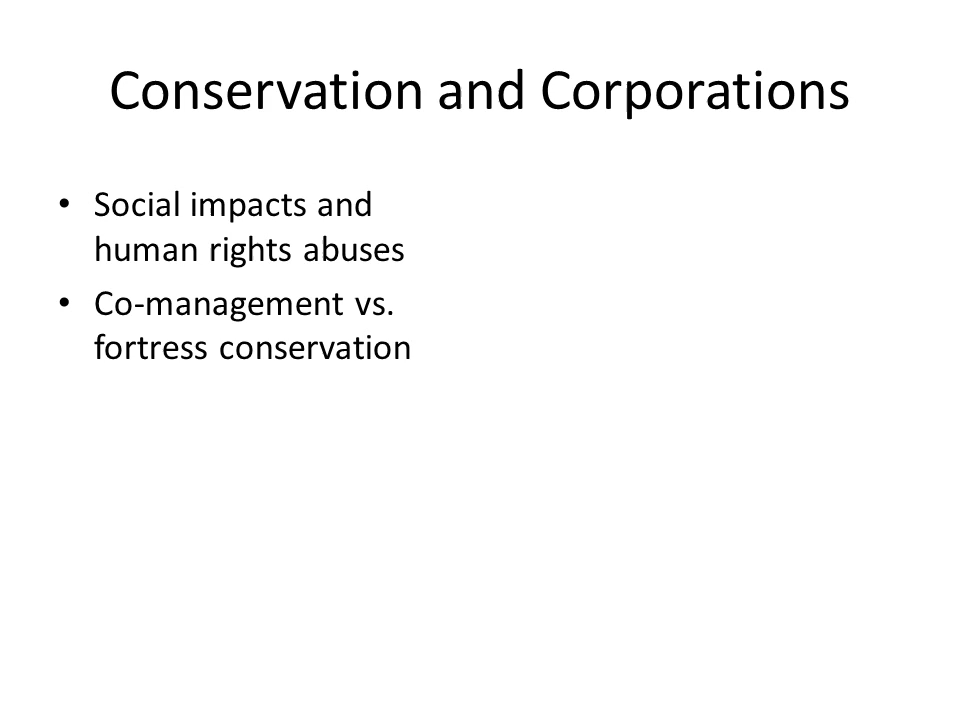 Conservation and Corporations
• Social impacts and
human rights abuses
• Co-management vs.
fortress conservation